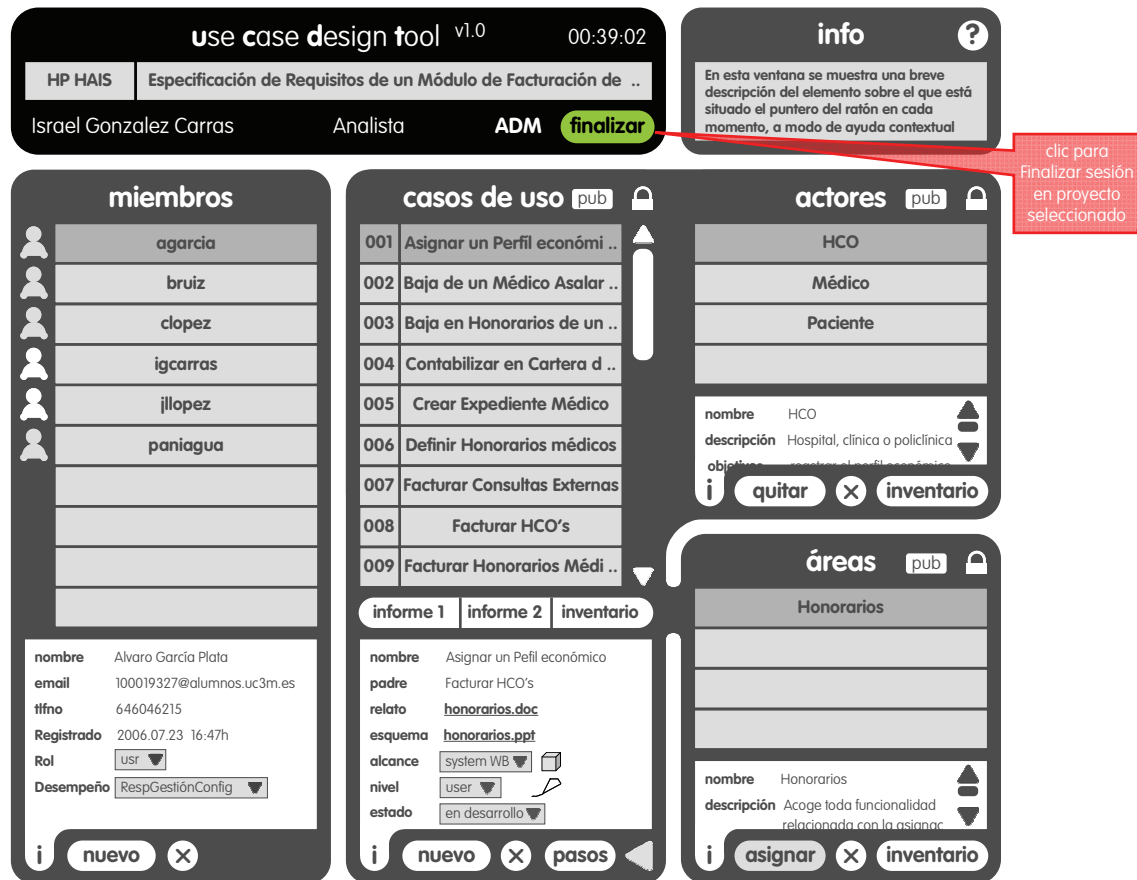 use case design tool v1.0 00:39:02
HP HAIS Especificación de Requisitos de un Módulo de Facturación de ..
Israel Gonzalez Carras Analista ADM finalizar
info ?
En esta ventana se muestra una breve
descripción del elemento sobre el que está
situado el puntero del ratón en cada
momento, a modo de ayuda contextual
clic para
Finalizar sesión
en proyecto
seleccionado
miembros
agarcia
bruiz
clopez
igcarras
jllopez
paniagua
nombre Alvaro García Plata
email 100019327@alumnos.uc3m.es
tlfno 646046215
Registrado 2006.07.23 16:47h
Rol usr
Desempeño RespGestiónConfig
i nuevo X
casos de uso pub
001 Asignar un Perfil económi ..
002 Baja de un Médico Asalar ..
003 Baja en Honorarios de un ..
004 Contabilizar en Cartera d ..
005 Crear Expediente Médico
006 Definir Honorarios médicos
007 Facturar Consultas Externas
008 Facturar HCO's
009 Facturar Honorarios Médi ..
informe 1 informe 2 inventario
nombre Asignar un Pefil económico
padre Facturar HCO's
relato honorarios.doc
esquema honorarios.ppt
alcance system WB
nivel user
estado en desarrollo
i nuevo X pasos
actores pub
HCO
Médico
Paciente
nombre HCO
descripción Hospital, clínica o policlínica
objetivos registrar el perfil económico
i quitar X inventario
áreas pub
Honorarios
nombre Honorarios
descripción Acoge toda funcionalidad
relacionada con la asignac
i asignar X inventario